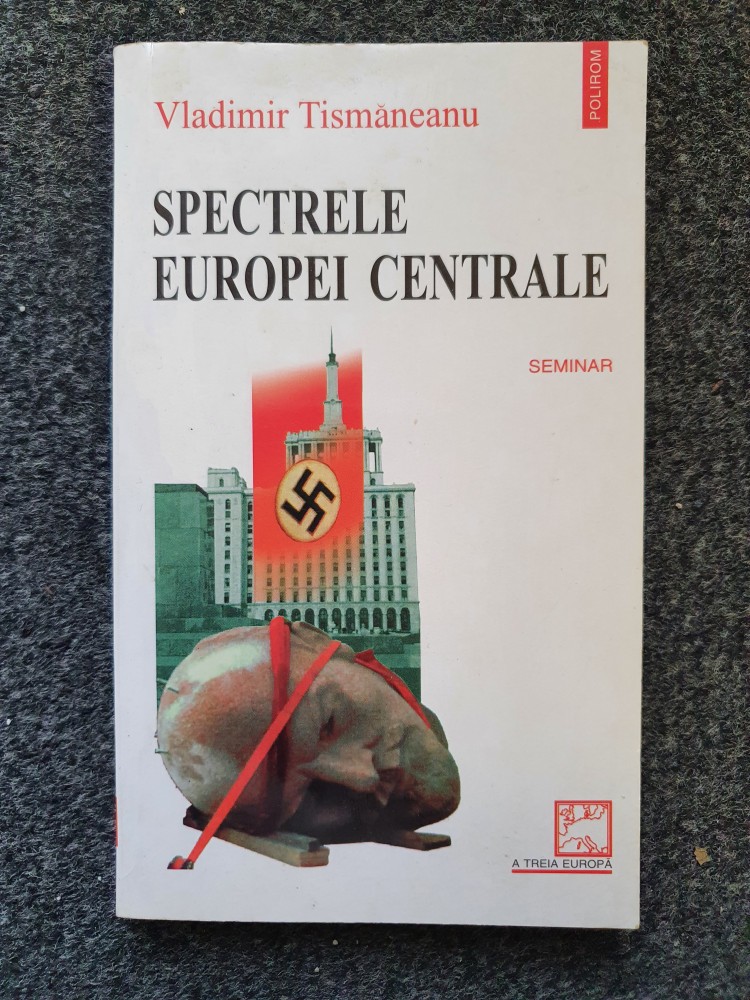 POLIROM
Vladimir Tismăneanu
SPECTRELE
EUROPEI CENTRALE
SEMINAR
A TREIA EUROPĂ